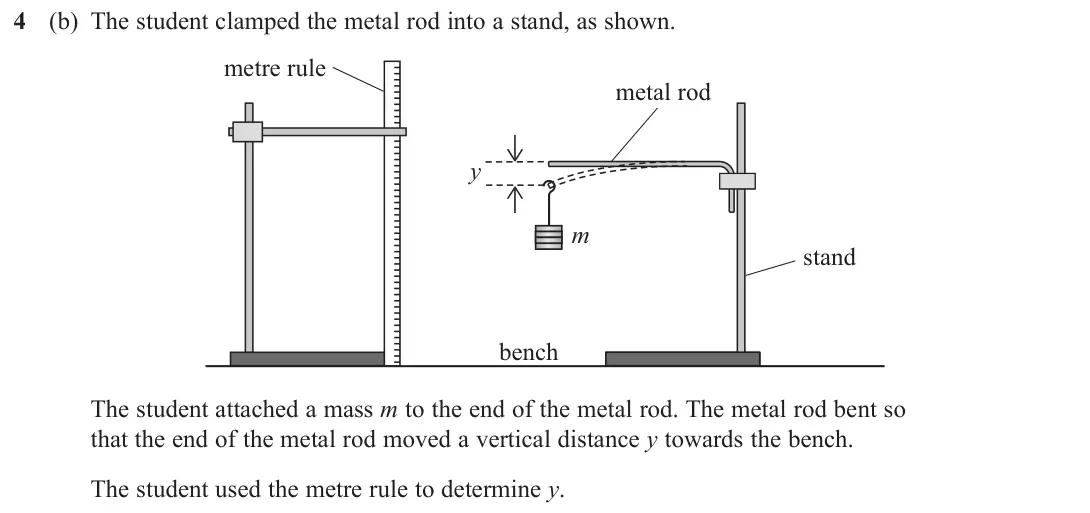 4 (b) The student clamped the metal rod into a stand, as shown.
metre rule
metal rod
y
m
stand
bench
The student attached a mass m to the end of the metal rod. The metal rod bent so
that the end of the metal rod moved a vertical distance y towards the bench.
The student used the metre rule to determine y.